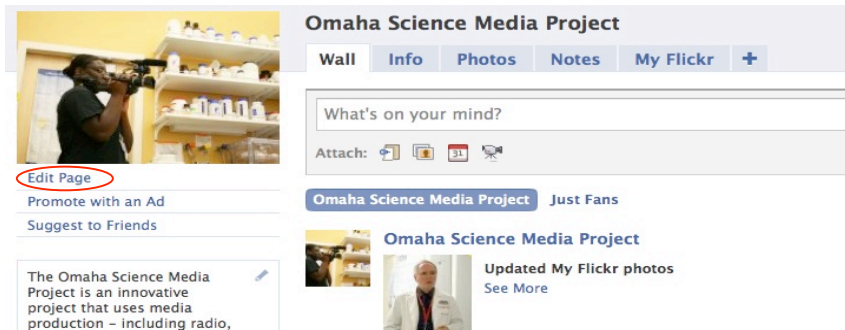 Omaha Science Media Project
Wall Info Photos Notes My Flickr +
What's on your mind?
Attach: 31
Edit Page
Promote with an Ad
Suggest to Friends
Omaha Science Media Project Just Fans
Omaha Science Media Project
Updated My Flickr photos
See More
The Omaha Science Media
Project is an innovative
project that uses media
production – including radio,